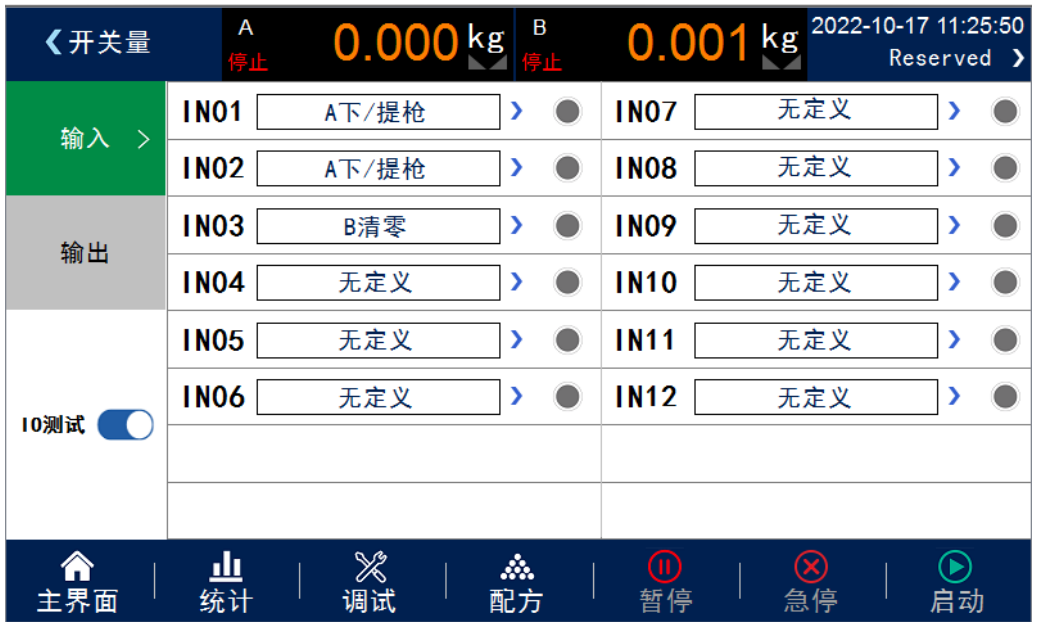 开关量 A 停止 0.000 kg B 停止 0.001 kg 2022-10-17 11:25:50
Reserved
输入
输出
IO测试
IN01 A下/提枪 IN07 无定义
IN02 A下/提枪 IN08 无定义
IN03 B清零 IN09 无定义
IN04 无定义 IN10 无定义
IN05 无定义 IN11 无定义
IN06 无定义 IN12 无定义
主界面 统计 调试 配方 暂停 急停 启动